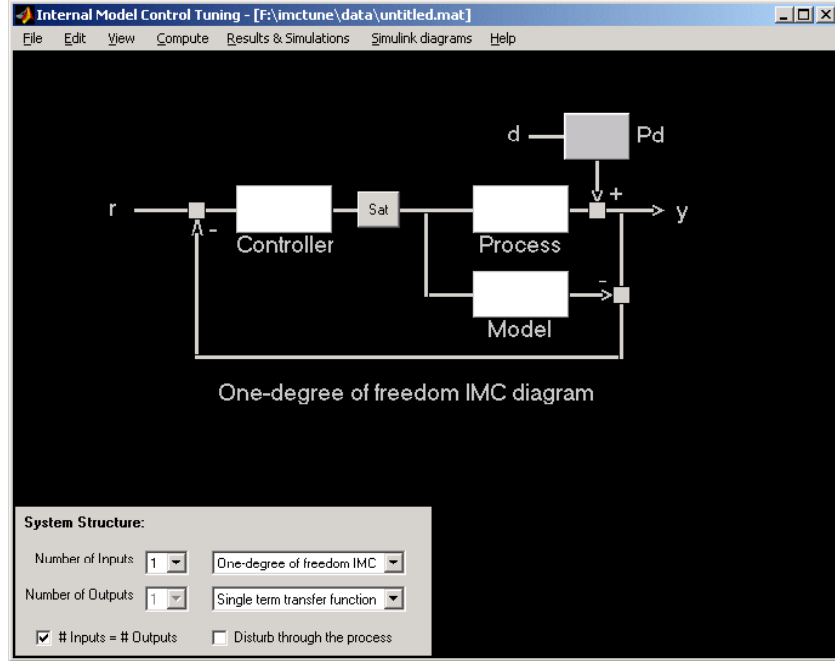 Internal Model Control Tuning - [F:\imctune\data\untitled.mat]
File Edit View Compute Results & Simulations Simulink diagrams Help
d Pd
+
r Sat y
-
Controller Process
-
Model
One-degree of freedom IMC diagram
System Structure:
Number of Inputs 1 One-degree of freedom IMC
Number of Outputs 1 Single term transfer function
# Inputs = # Outputs Disturb through the process